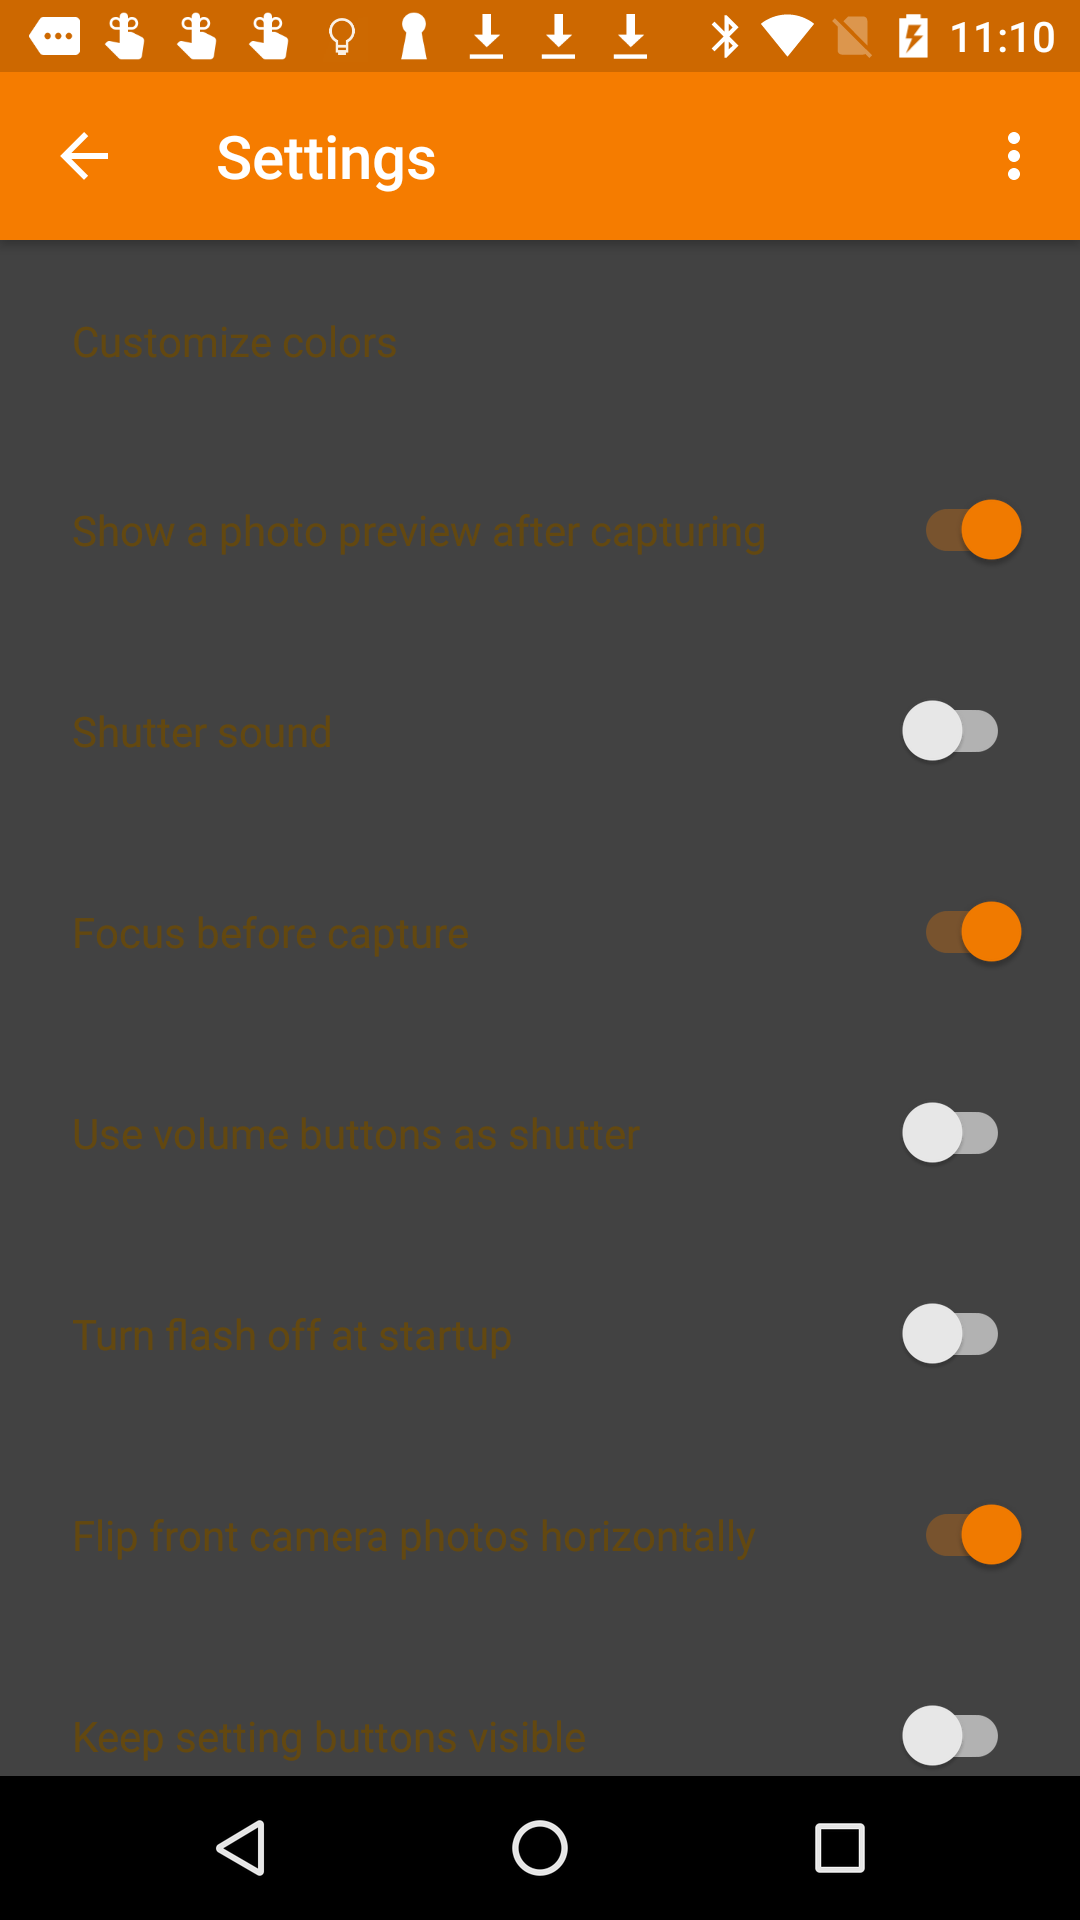 11:10
Settings
Customize colors
Show a photo preview after capturing
Shutter sound
Focus before capture
Use volume buttons as shutter
Turn flash off at startup
Flip front camera photos horizontally
Keep setting buttons visible